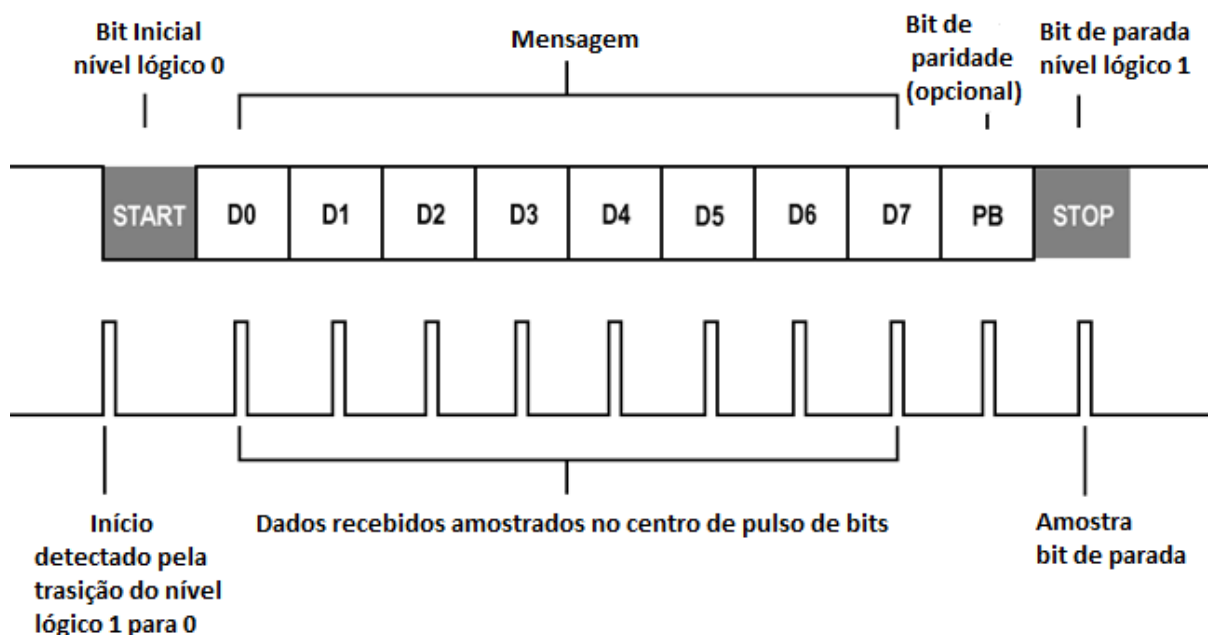 Bit Inicial
nível lógico 0
Mensagem
Bit de
paridade
(opcional)
Bit de parada
nível lógico 1
START D0 D1 D2 D3 D4 D5 D6 D7 PB STOP
Início
detectado pela
trasição do nível
lógico 1 para 0
Dados recebidos amostrados no centro de pulso de bits
Amostra
bit de parada